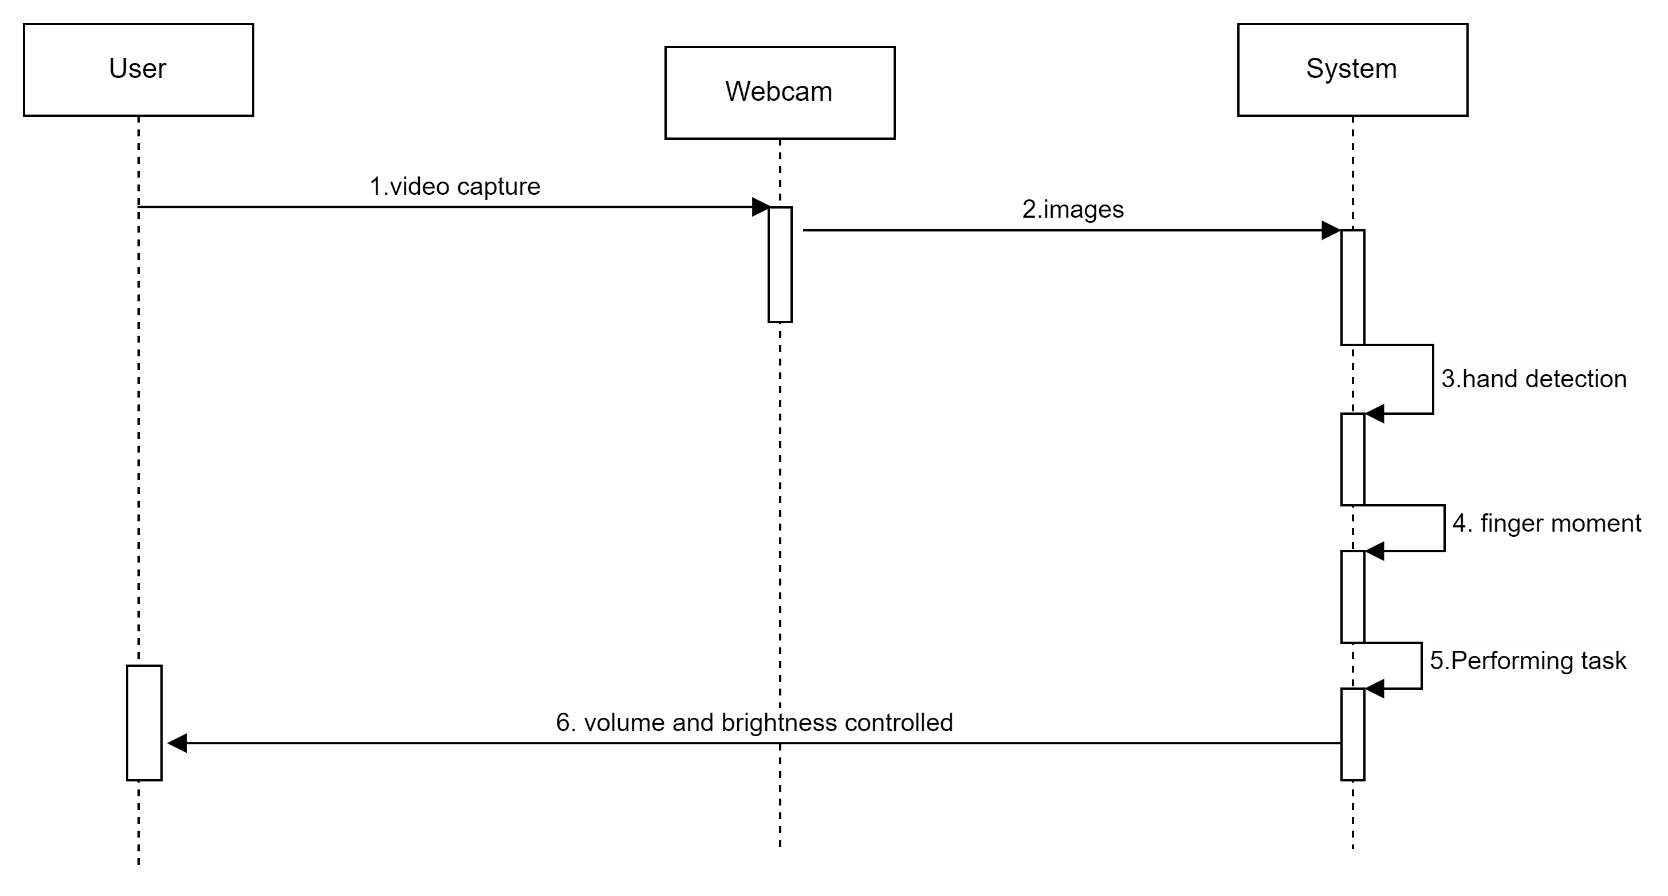 User
Webcam
System
1.video capture
2.images
3.hand detection
4. finger moment
5.Performing task
6. volume and brightness controlled